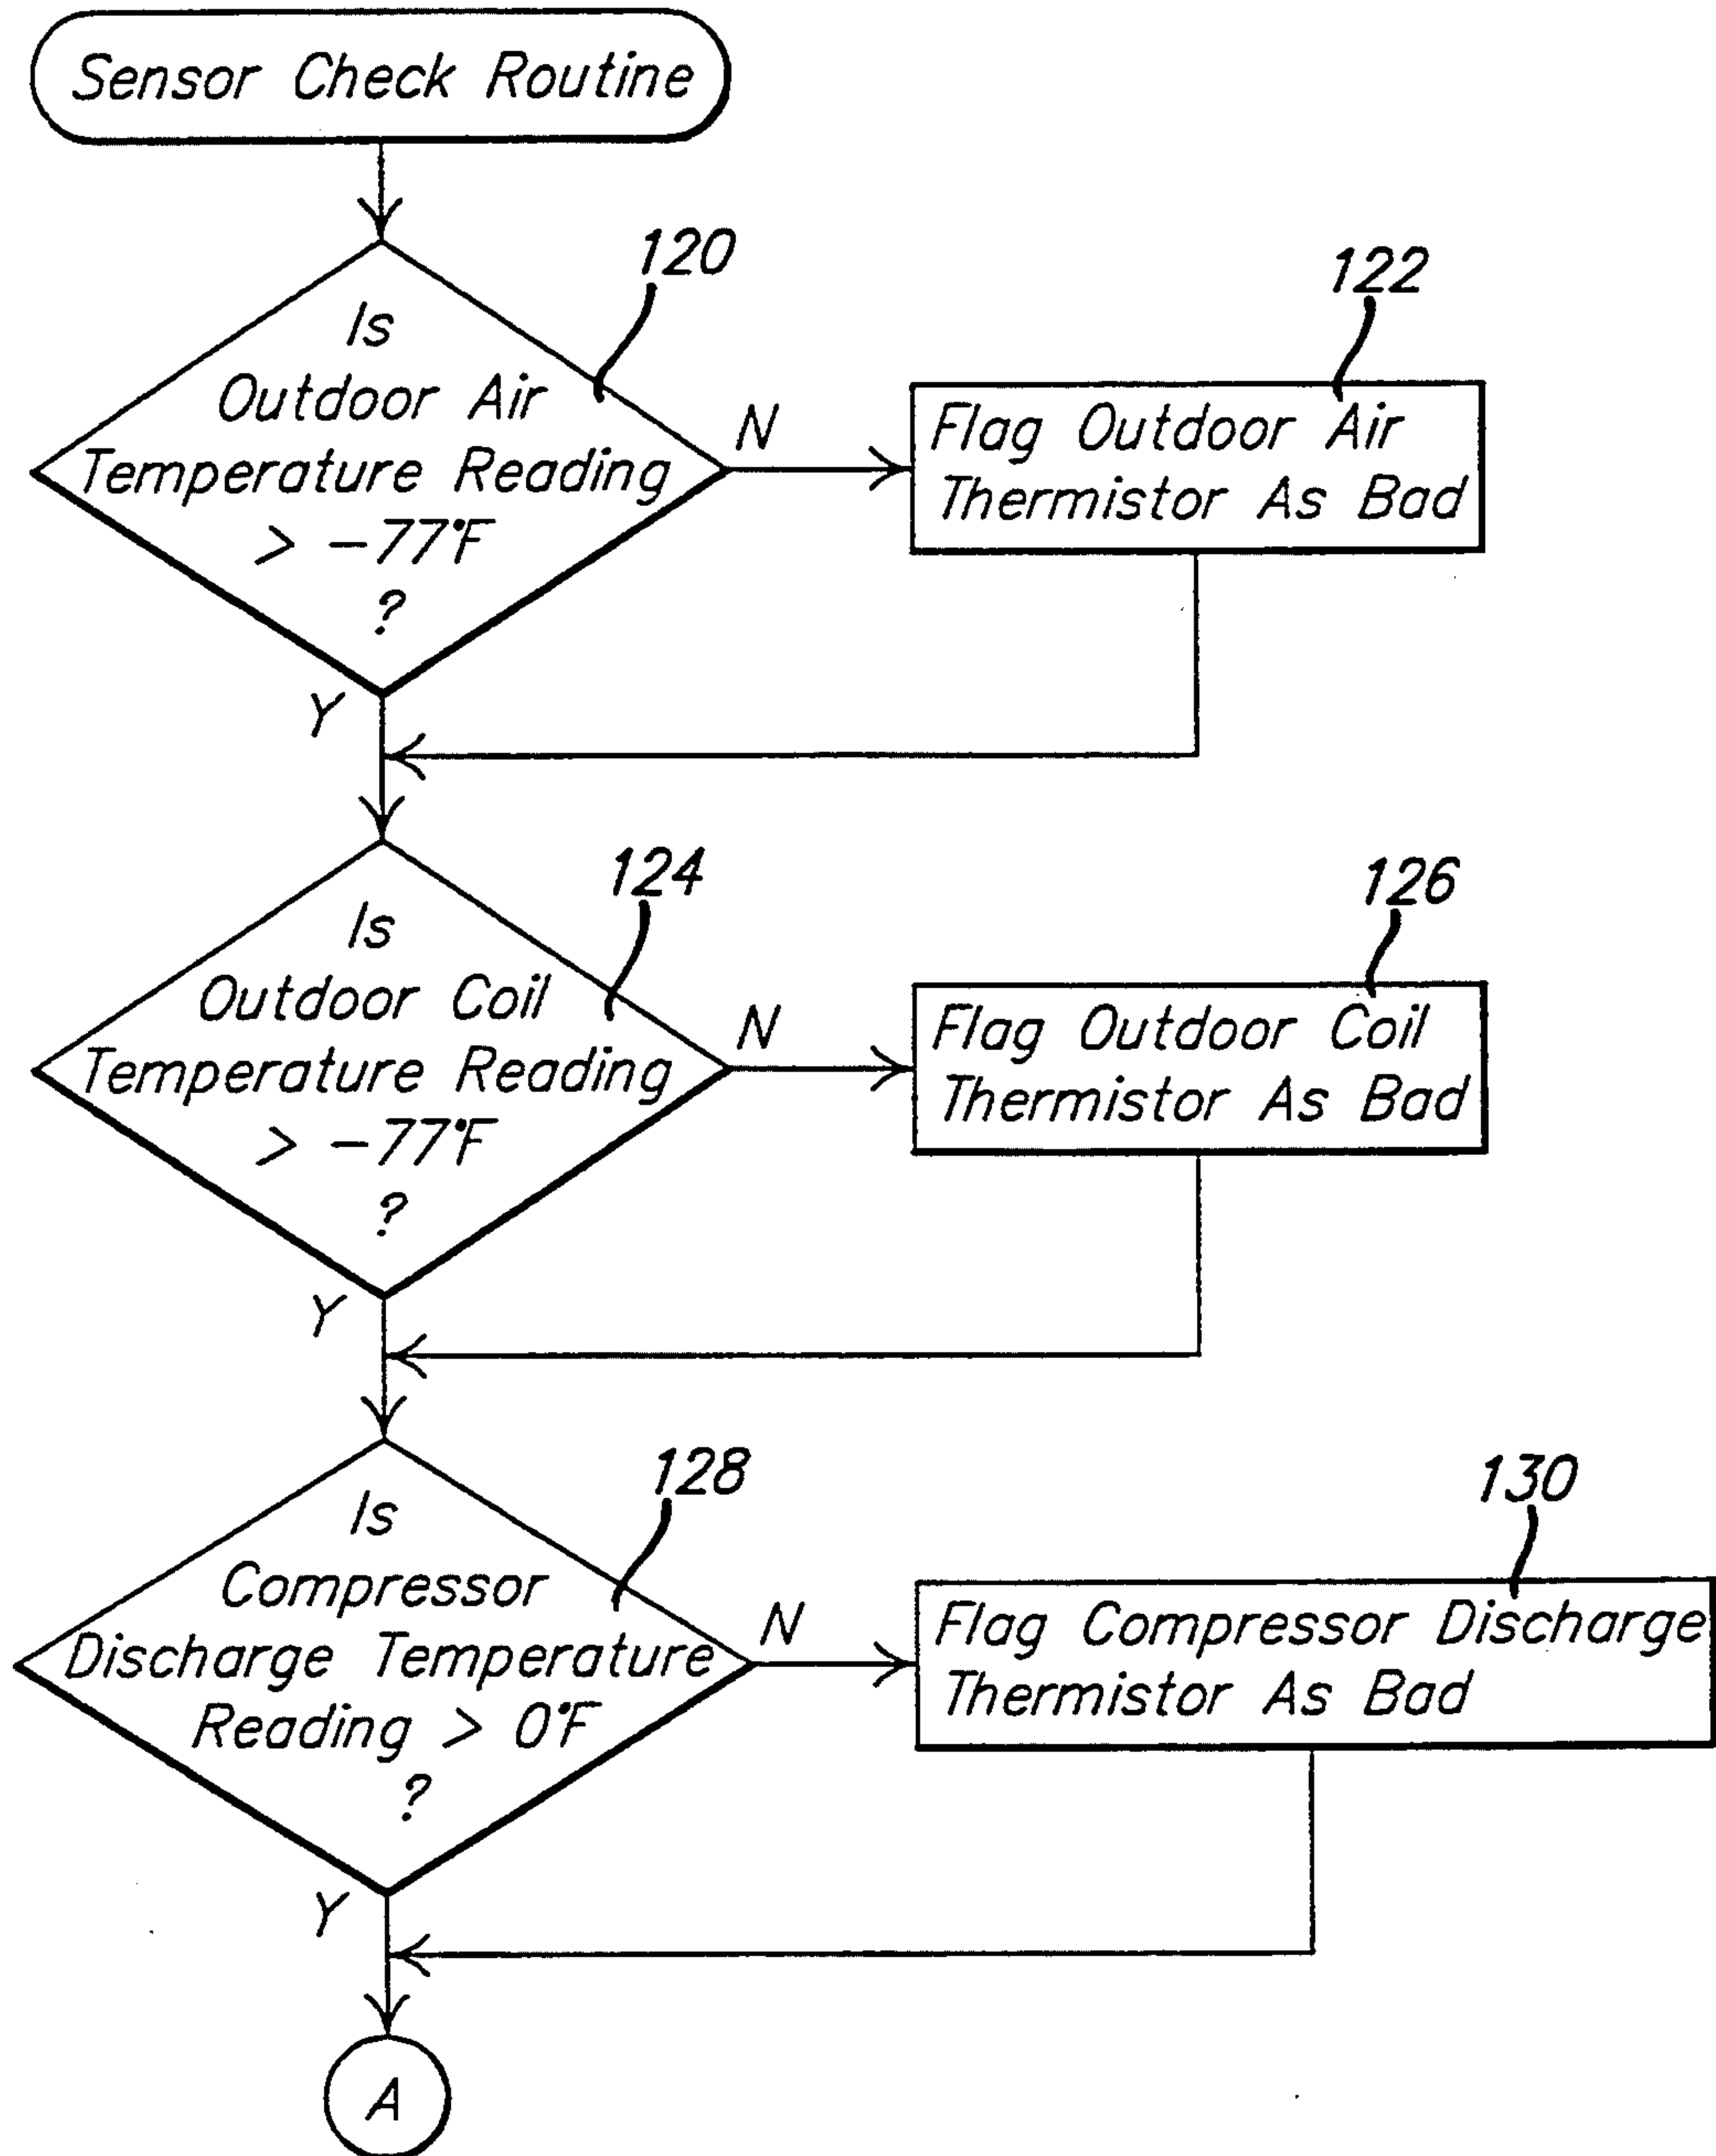 Sensor Check Routine
120
122
Is
Outdoor Air
Temperature Reading
> -77°F
?
N
Flag Outdoor Air
Thermistor As Bad
Y
124
126
Is
Outdoor Coil
Temperature Reading
> -77°F
?
N
Flag Outdoor Coil
Thermistor As Bad
Y
128
130
Is
Compressor
Discharge Temperature
Reading > 0°F
?
N
Flag Compressor Discharge
Thermistor As Bad
Y
A